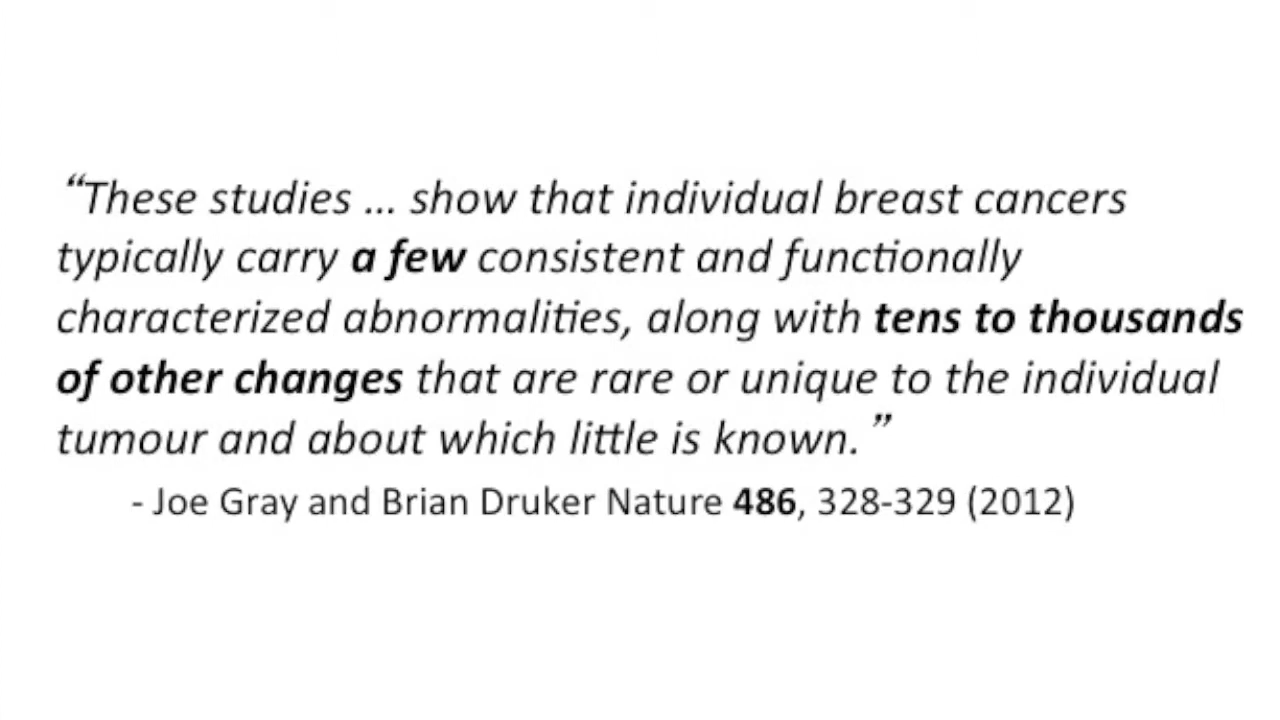 “These studies ... show that individual breast cancers
typically carry a few consistent and functionally
characterized abnormalities, along with tens to thousands
of other changes that are rare or unique to the individual
tumour and about which little is known.”
- Joe Gray and Brian Druker Nature 486, 328-329 (2012)